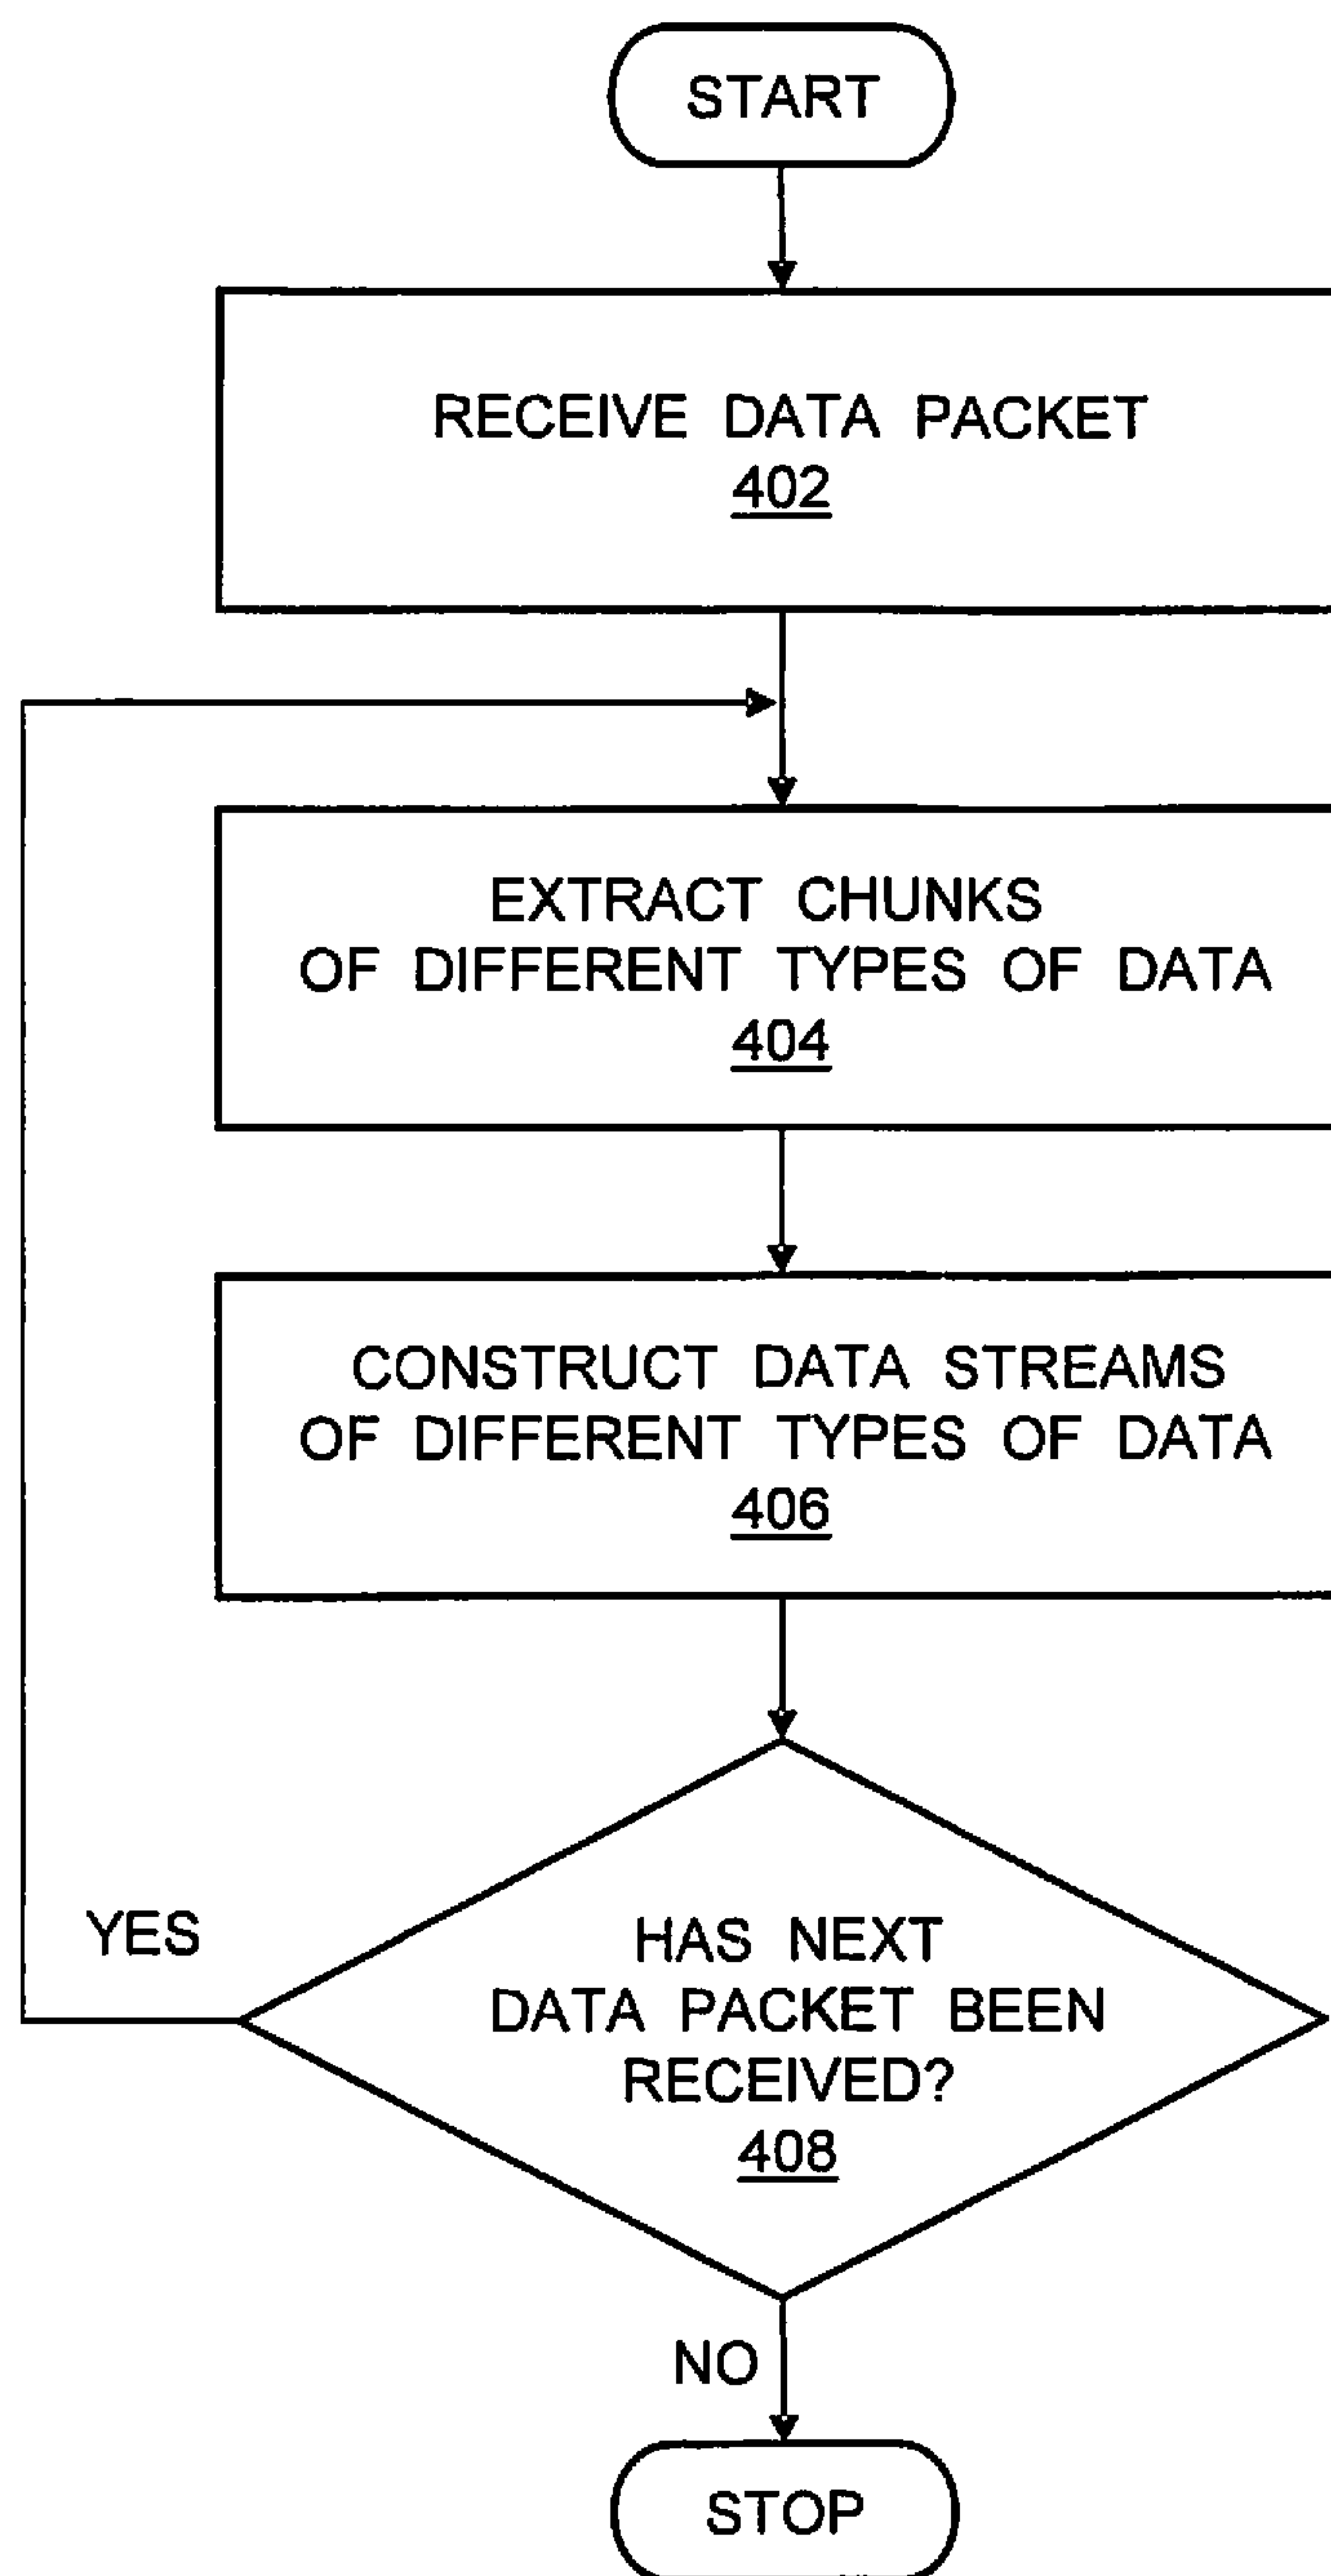 START
RECEIVE DATA PACKET
402
EXTRACT CHUNKS
OF DIFFERENT TYPES OF DATA
404
CONSTRUCT DATA STREAMS
OF DIFFERENT TYPES OF DATA
406
YES
HAS NEXT
DATA PACKET BEEN
RECEIVED?
408
NO
STOP